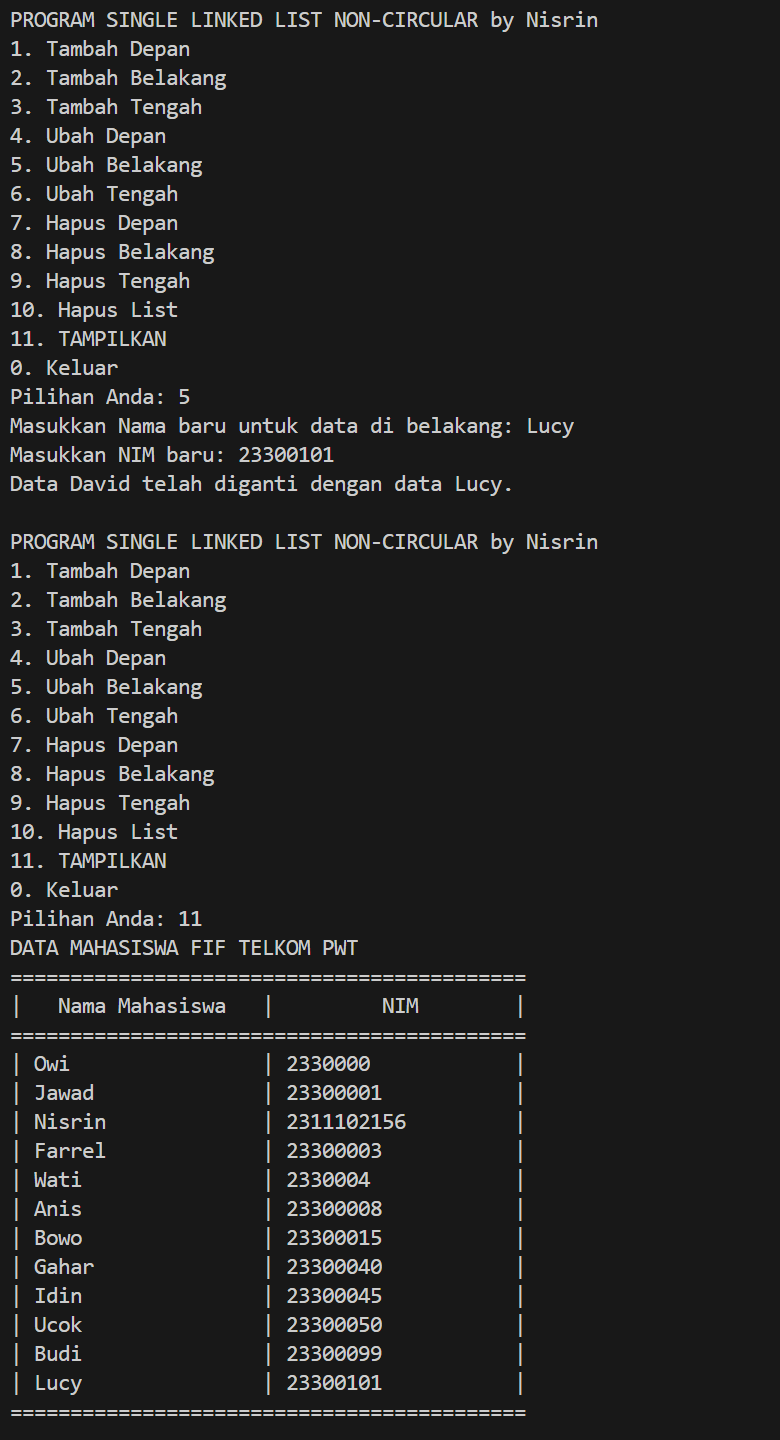 PROGRAM SINGLE LINKED LIST NON-CIRCULAR by Nisrin
1. Tambah Depan
2. Tambah Belakang
3. Tambah Tengah
4. Ubah Depan
5. Ubah Belakang
6. Ubah Tengah
7. Hapus Depan
8. Hapus Belakang
9. Hapus Tengah
10. Hapus List
11. TAMPILKAN
0. Keluar
Pilihan Anda: 5
Masukkan Nama baru untuk data di belakang: Lucy
Masukkan NIM baru: 23300101
Data David telah diganti dengan data Lucy.

PROGRAM SINGLE LINKED LIST NON-CIRCULAR by Nisrin
1. Tambah Depan
2. Tambah Belakang
3. Tambah Tengah
4. Ubah Depan
5. Ubah Belakang
6. Ubah Tengah
7. Hapus Depan
8. Hapus Belakang
9. Hapus Tengah
10. Hapus List
11. TAMPILKAN
0. Keluar
Pilihan Anda: 11
DATA MAHASISWA FIF TELKOM PWT
===========================================
|   Nama Mahasiswa   |         NIM        |
===========================================
| Owi                | 2330000            |
| Jawad              | 23300001           |
| Nisrin             | 2311102156         |
| Farrel             | 23300003           |
| Wati               | 2330004            |
| Anis               | 23300008           |
| Bowo               | 23300015           |
| Gahar              | 23300040           |
| Idin               | 23300045           |
| Ucok               | 23300050           |
| Budi               | 23300099           |
| Lucy               | 23300101           |
===========================================